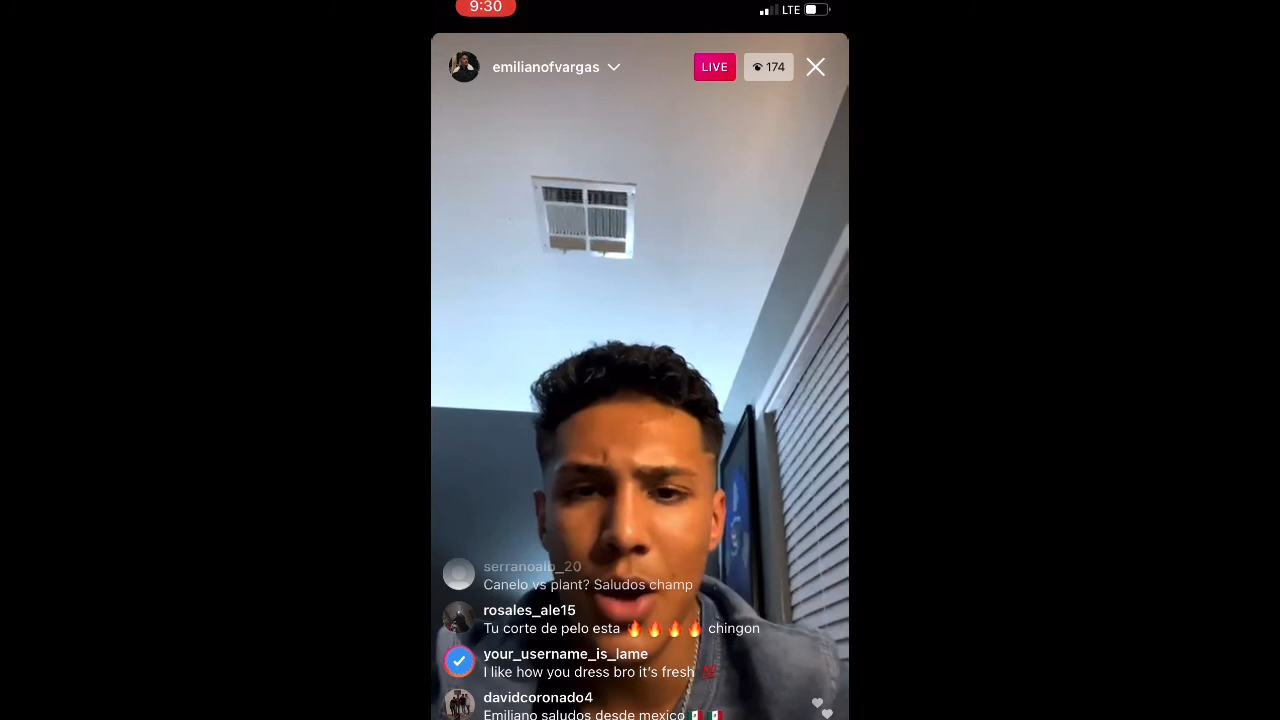 9:30
LTE
emilianofvargas
LIVE
174
serranoalb_20
Canelo vs plant? Saludos champ
rosales_ale15
Tu corte de pelo esta 🔥🔥🔥🔥 chingon
your_username_is_lame
I like how you dress bro it’s fresh 💯
davidcoronado4
Emiliano saludos desde mexico 🇲🇽🇲🇽